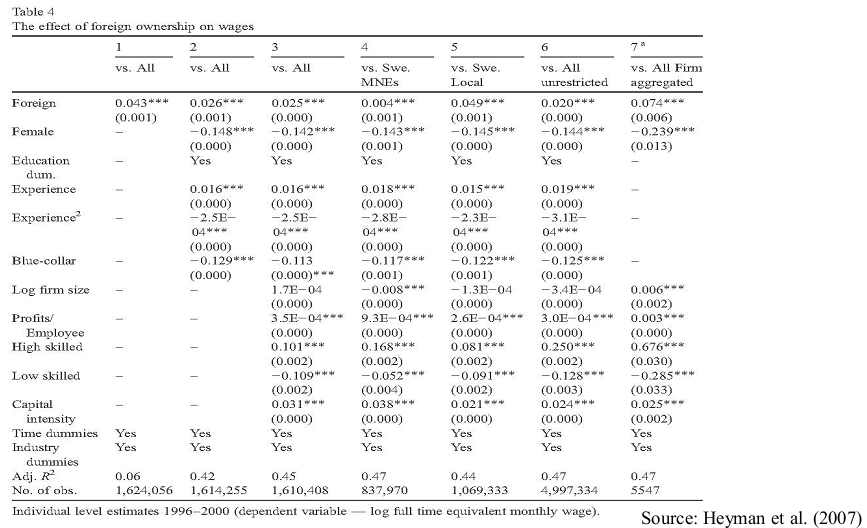 Table 4
The effect of foreign ownership on wages
1 2 3 4 5 6 7 a
vs. All vs. All vs. All vs. Swe. vs. Swe. vs. All vs. All Firm
MNEs Local unrestricted aggregated
Foreign 0.043*** 0.026*** 0.025*** 0.004*** 0.049*** 0.020*** 0.074***
(0.001) (0.001) (0.000) (0.001) (0.001) (0.000) (0.006)
Female – −0.148*** −0.142*** −0.143*** −0.145*** −0.144*** −0.239***
(0.000) (0.000) (0.001) (0.000) (0.000) (0.013)
Education – Yes Yes Yes Yes Yes –
dum.
Experience – 0.016*** 0.016*** 0.018*** 0.015*** 0.019*** –
(0.000) (0.000) (0.000) (0.000) (0.000)
Experience2 – −2.5E− −2.5E− −2.8E− −2.3E− −3.1E− –
04*** 04*** 04*** 04*** 04***
(0.000) (0.000) (0.000) (0.000) (0.000)
Blue-collar – −0.129*** −0.113 −0.117*** −0.122*** −0.125*** –
(0.000) (0.000)*** (0.001) (0.001) (0.000)
Log firm size – – 1.7E−04 −0.008*** −1.3E−04 −3.4E−04 0.006***
(0.000) (0.000) (0.000) (0.000) (0.002)
Profits/ – – 3.5E−04*** 9.3E−04*** 2.6E−04*** 3.0E−04*** 0.003***
Employee (0.000) (0.000) (0.000) (0.000) (0.000)
High skilled – – 0.101*** 0.168*** 0.081*** 0.250*** 0.676***
(0.002) (0.002) (0.002) (0.002) (0.030)
Low skilled – – −0.109*** −0.052*** −0.091*** −0.128*** −0.285***
(0.002) (0.004) (0.002) (0.003) (0.033)
Capital – – 0.031*** 0.038*** 0.021*** 0.024*** 0.025***
intensity (0.000) (0.000) (0.000) (0.000) (0.002)
Time dummies Yes Yes Yes Yes Yes Yes Yes
Industry Yes Yes Yes Yes Yes Yes Yes
dummies
Adj. R2 0.06 0.42 0.45 0.47 0.44 0.47 0.47
No. of obs. 1,624,056 1,614,255 1,610,408 837,970 1,069,333 4,997,334 5547
Individual level estimates 1996–2000 (dependent variable — log full time equivalent monthly wage).
Source: Heyman et al. (2007)